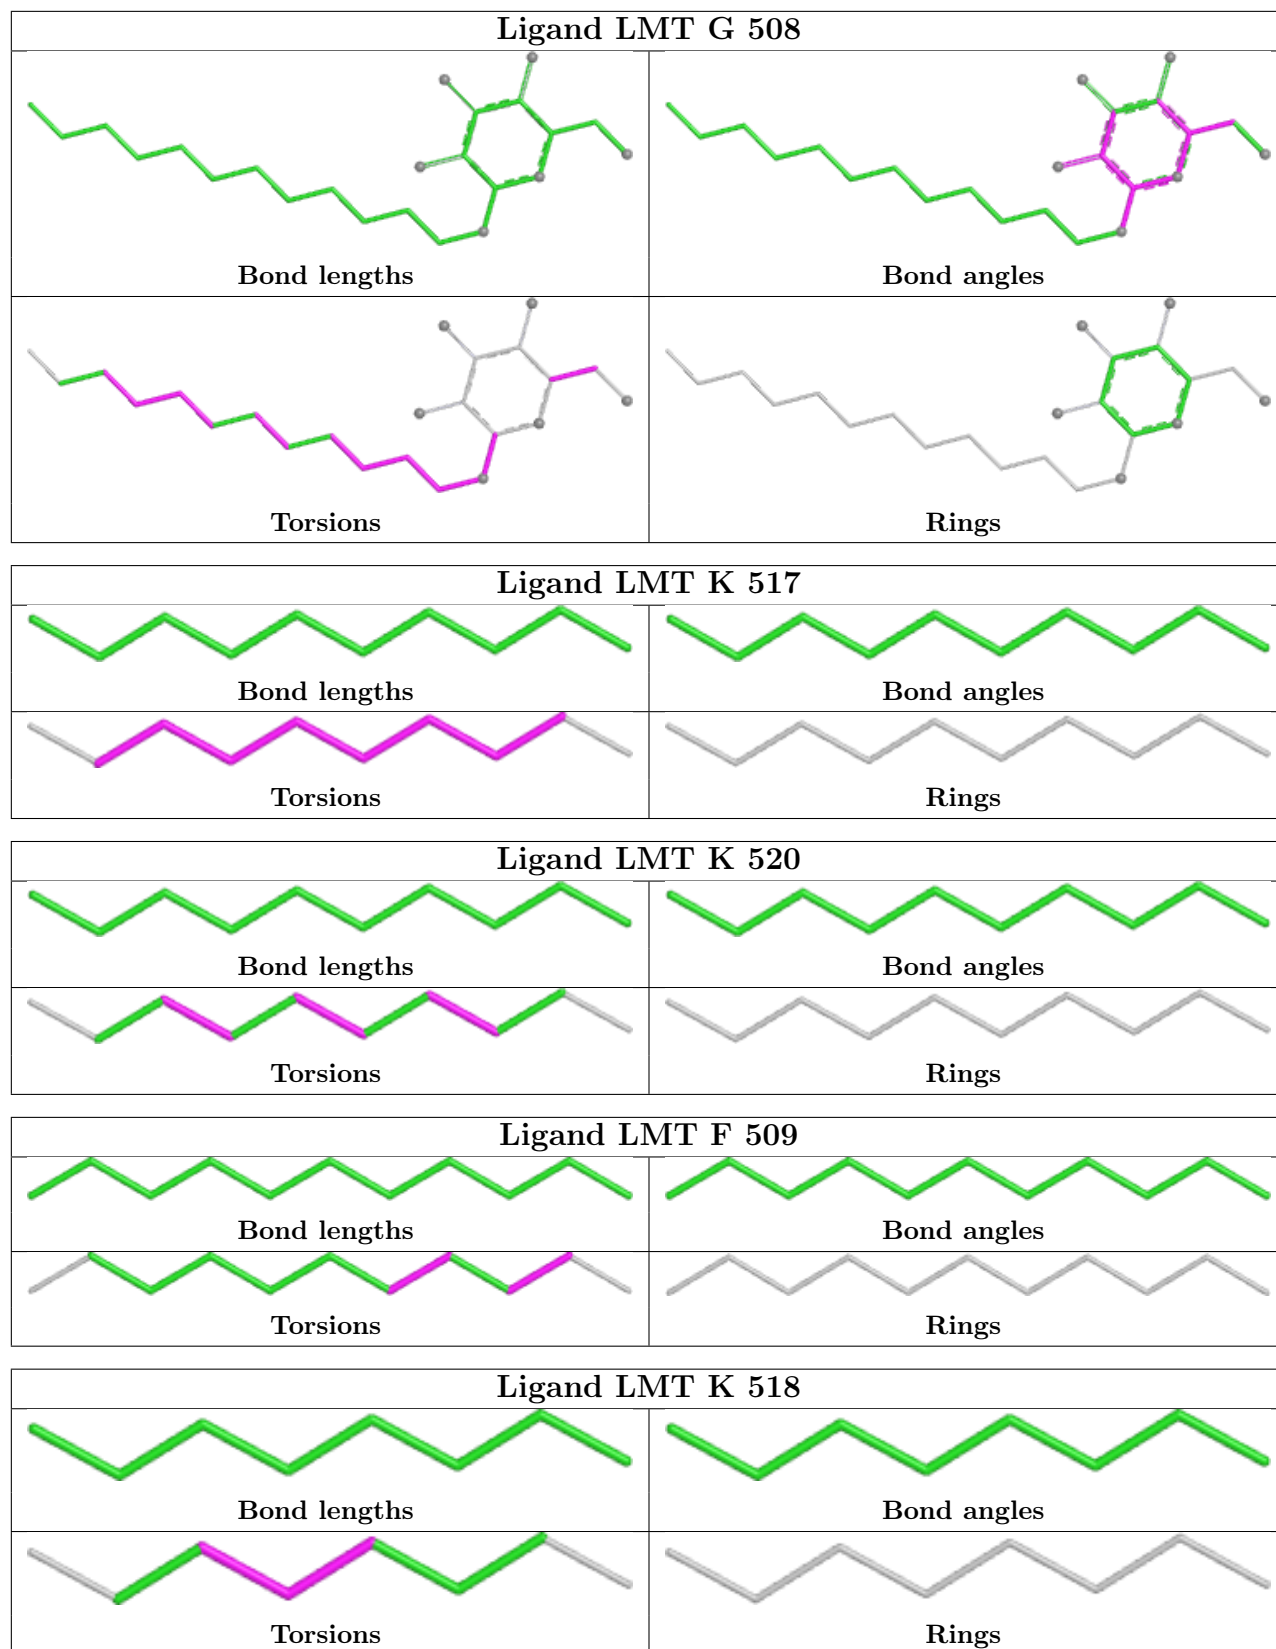 Ligand LMT G 508
Bond lengths
Bond angles
Torsions
Rings
Ligand LMT K 517
Bond lengths
Bond angles
Torsions
Rings
Ligand LMT K 520
Bond lengths
Bond angles
Torsions
Rings
Ligand LMT F 509
Bond lengths
Bond angles
Torsions
Rings
Ligand LMT K 518
Bond lengths
Bond angles
Torsions
Rings